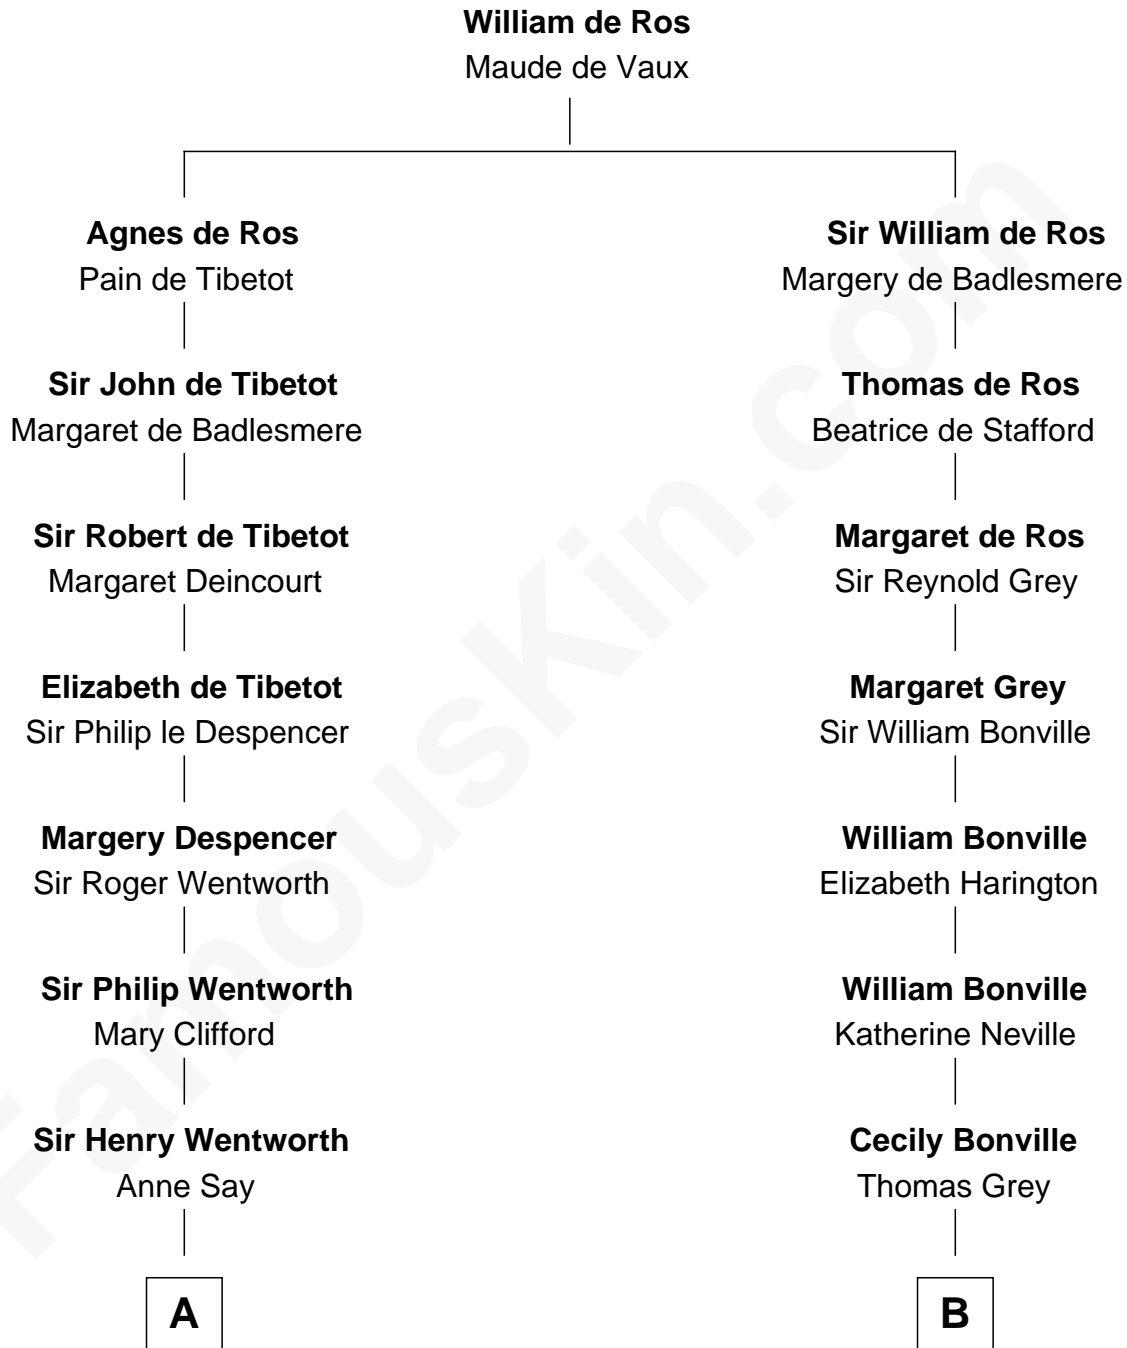 William de Ros
Maude de Vaux
Agnes de Ros
Pain de Tibetot
Sir William de Ros
Margery de Badlesmere
Sir John de Tibetot
Margaret de Badlesmere
Thomas de Ros
Beatrice de Stafford
Sir Robert de Tibetot
Margaret Deincourt
Margaret de Ros
Sir Reynold Grey
Elizabeth de Tibetot
Sir Philip le Despencer
Margaret Grey
Sir William Bonville
Margery Despencer
Sir Roger Wentworth
William Bonville
Elizabeth Harington
Sir Philip Wentworth
Mary Clifford
William Bonville
Katherine Neville
Sir Henry Wentworth
Anne Say
Cecily Bonville
Thomas Grey
A
B
FamousKin.com